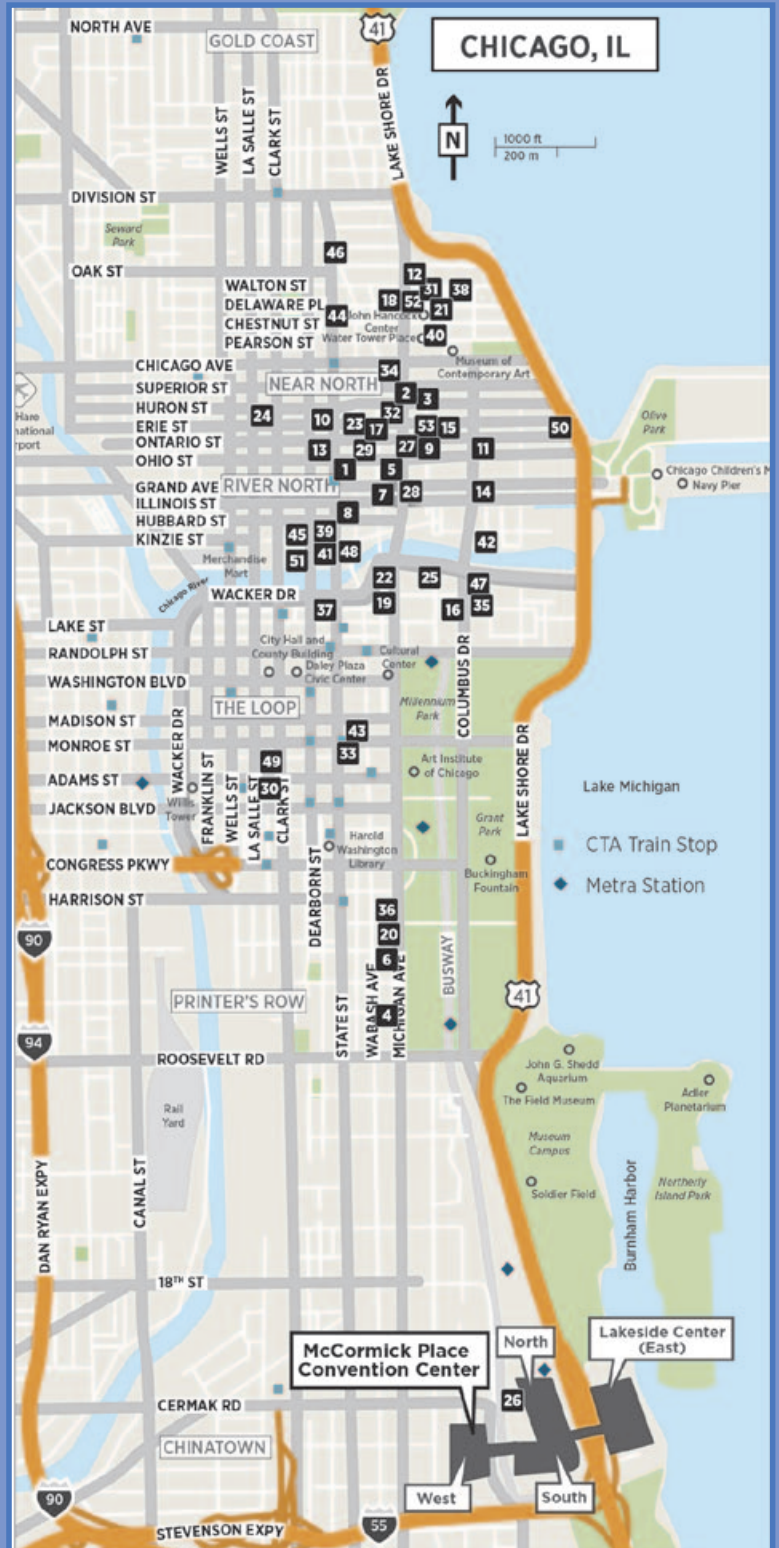 NORTH AVE
GOLD COAST
41
CHICAGO, IL
LAKE SHORE DR
N
1000 ft
200 m
WELLS ST
LA SALLE ST
CLARK ST
DIVISION ST
Seward
Park
46
OAK ST
12
WALTON ST
31
38
DELAWARE PL
18
52
21
44
John Hancock
Center
CHESTNUT ST
Water Tower Place
40
PEARSON ST
Museum of
Contemporary Art
CHICAGO AVE
34
SUPERIOR ST
NEAR NORTH
2
3
Hare
national
rport
HURON ST
32
24
10
23
17
53
15
50
Olive
Park
ERIE ST
ONTARIO ST
13
29
27
9
11
OHIO ST
1
5
Chicago Children's M
Navy Pier
GRAND AVE
RIVER NORTH
7
28
14
ILLINOIS ST
8
HUBBARD ST
45
39
KINZIE ST
42
Merchandise
Mart
51
41
48
Chicago River
22
25
47
WACKER DR
37
19
16
35
LAKE ST
City Hall and
County Building
RANDOLPH ST
Cultural
Center
Daley Plaza
Civic Center
COLUMBUS DR
WASHINGTON BLVD
Millennium
Park
THE LOOP
MADISON ST
43
WACKER DR
MONROE ST
33
LAKE SHORE DR
49
Art Institute
of Chicago
ADAMS ST
30
Willis
Tower
FRANKLIN ST
WELLS ST
LA SALLE ST
CLARK ST
Lake Michigan
JACKSON BLVD
Grant
Park
Harold
Washington
Library
CTA Train Stop
CONGRESS PKWY
Buckingham
Fountain
Metra Station
HARRISON ST
DEARBORN ST
36
90
20
BUSWAY
6
PRINTER'S ROW
41
STATE ST
WABASH AVE
MICHIGAN AVE
4
94
ROOSEVELT RD
John G. Shedd
Aquarium
The Field Museum
Adler
Planetarium
Rail
Yard
Museum
Campus
DAN RYAN EXPY
CANAL ST
Soldier Field
Burnham Harbor
Northerly
Island Park
18TH ST
McCormick Place
Convention Center
North
Lakeside Center
(East)
26
CERMAK RD
CHINATOWN
West
South
90
STEVENSON EXPY
55